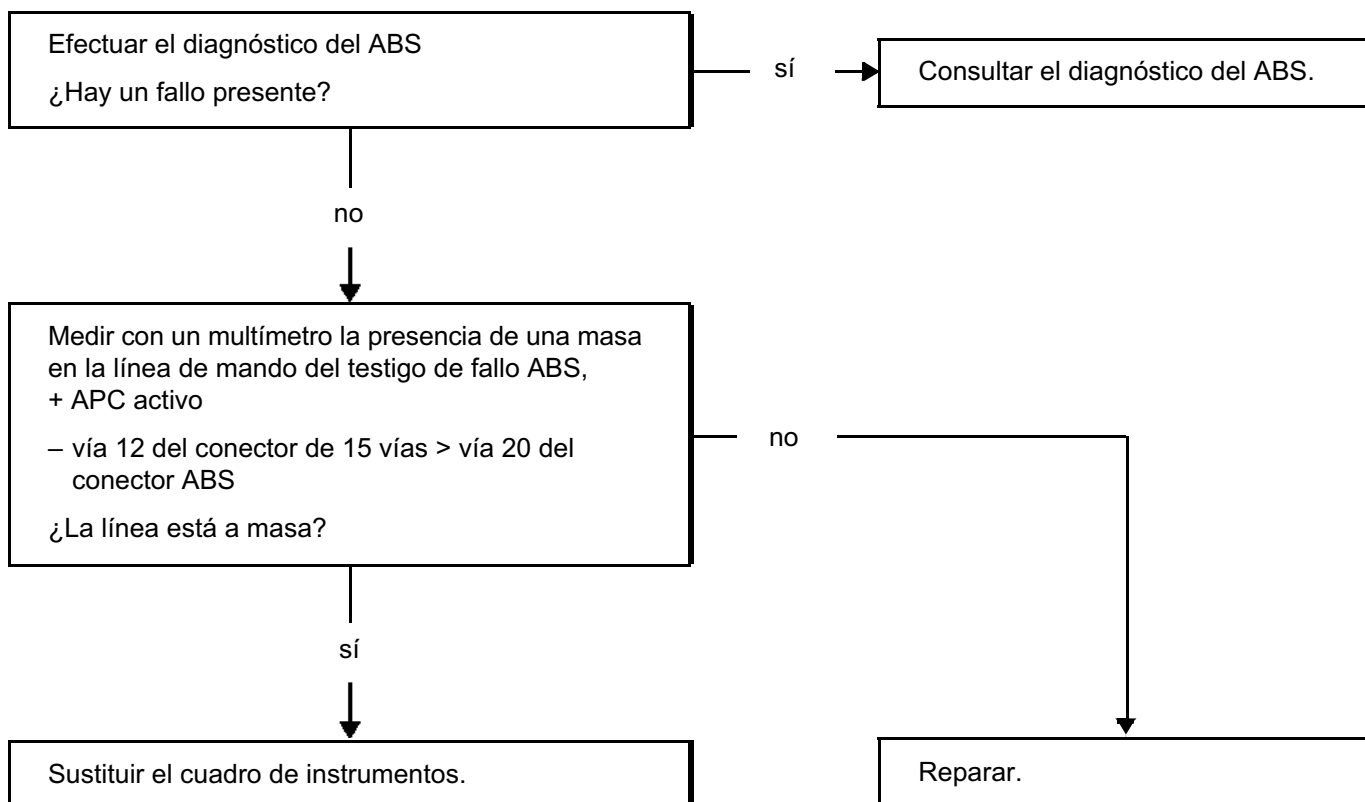 Efectuar el diagnóstico del ABS
¿Hay un fallo presente?
sí
Consultar el diagnóstico del ABS.
no
Medir con un multímetro la presencia de una masa
en la línea de mando del testigo de fallo ABS,
+ APC activo
– vía 12 del conector de 15 vías > vía 20 del
conector ABS
¿La línea está a masa?
no
sí
Sustituir el cuadro de instrumentos.
Reparar.